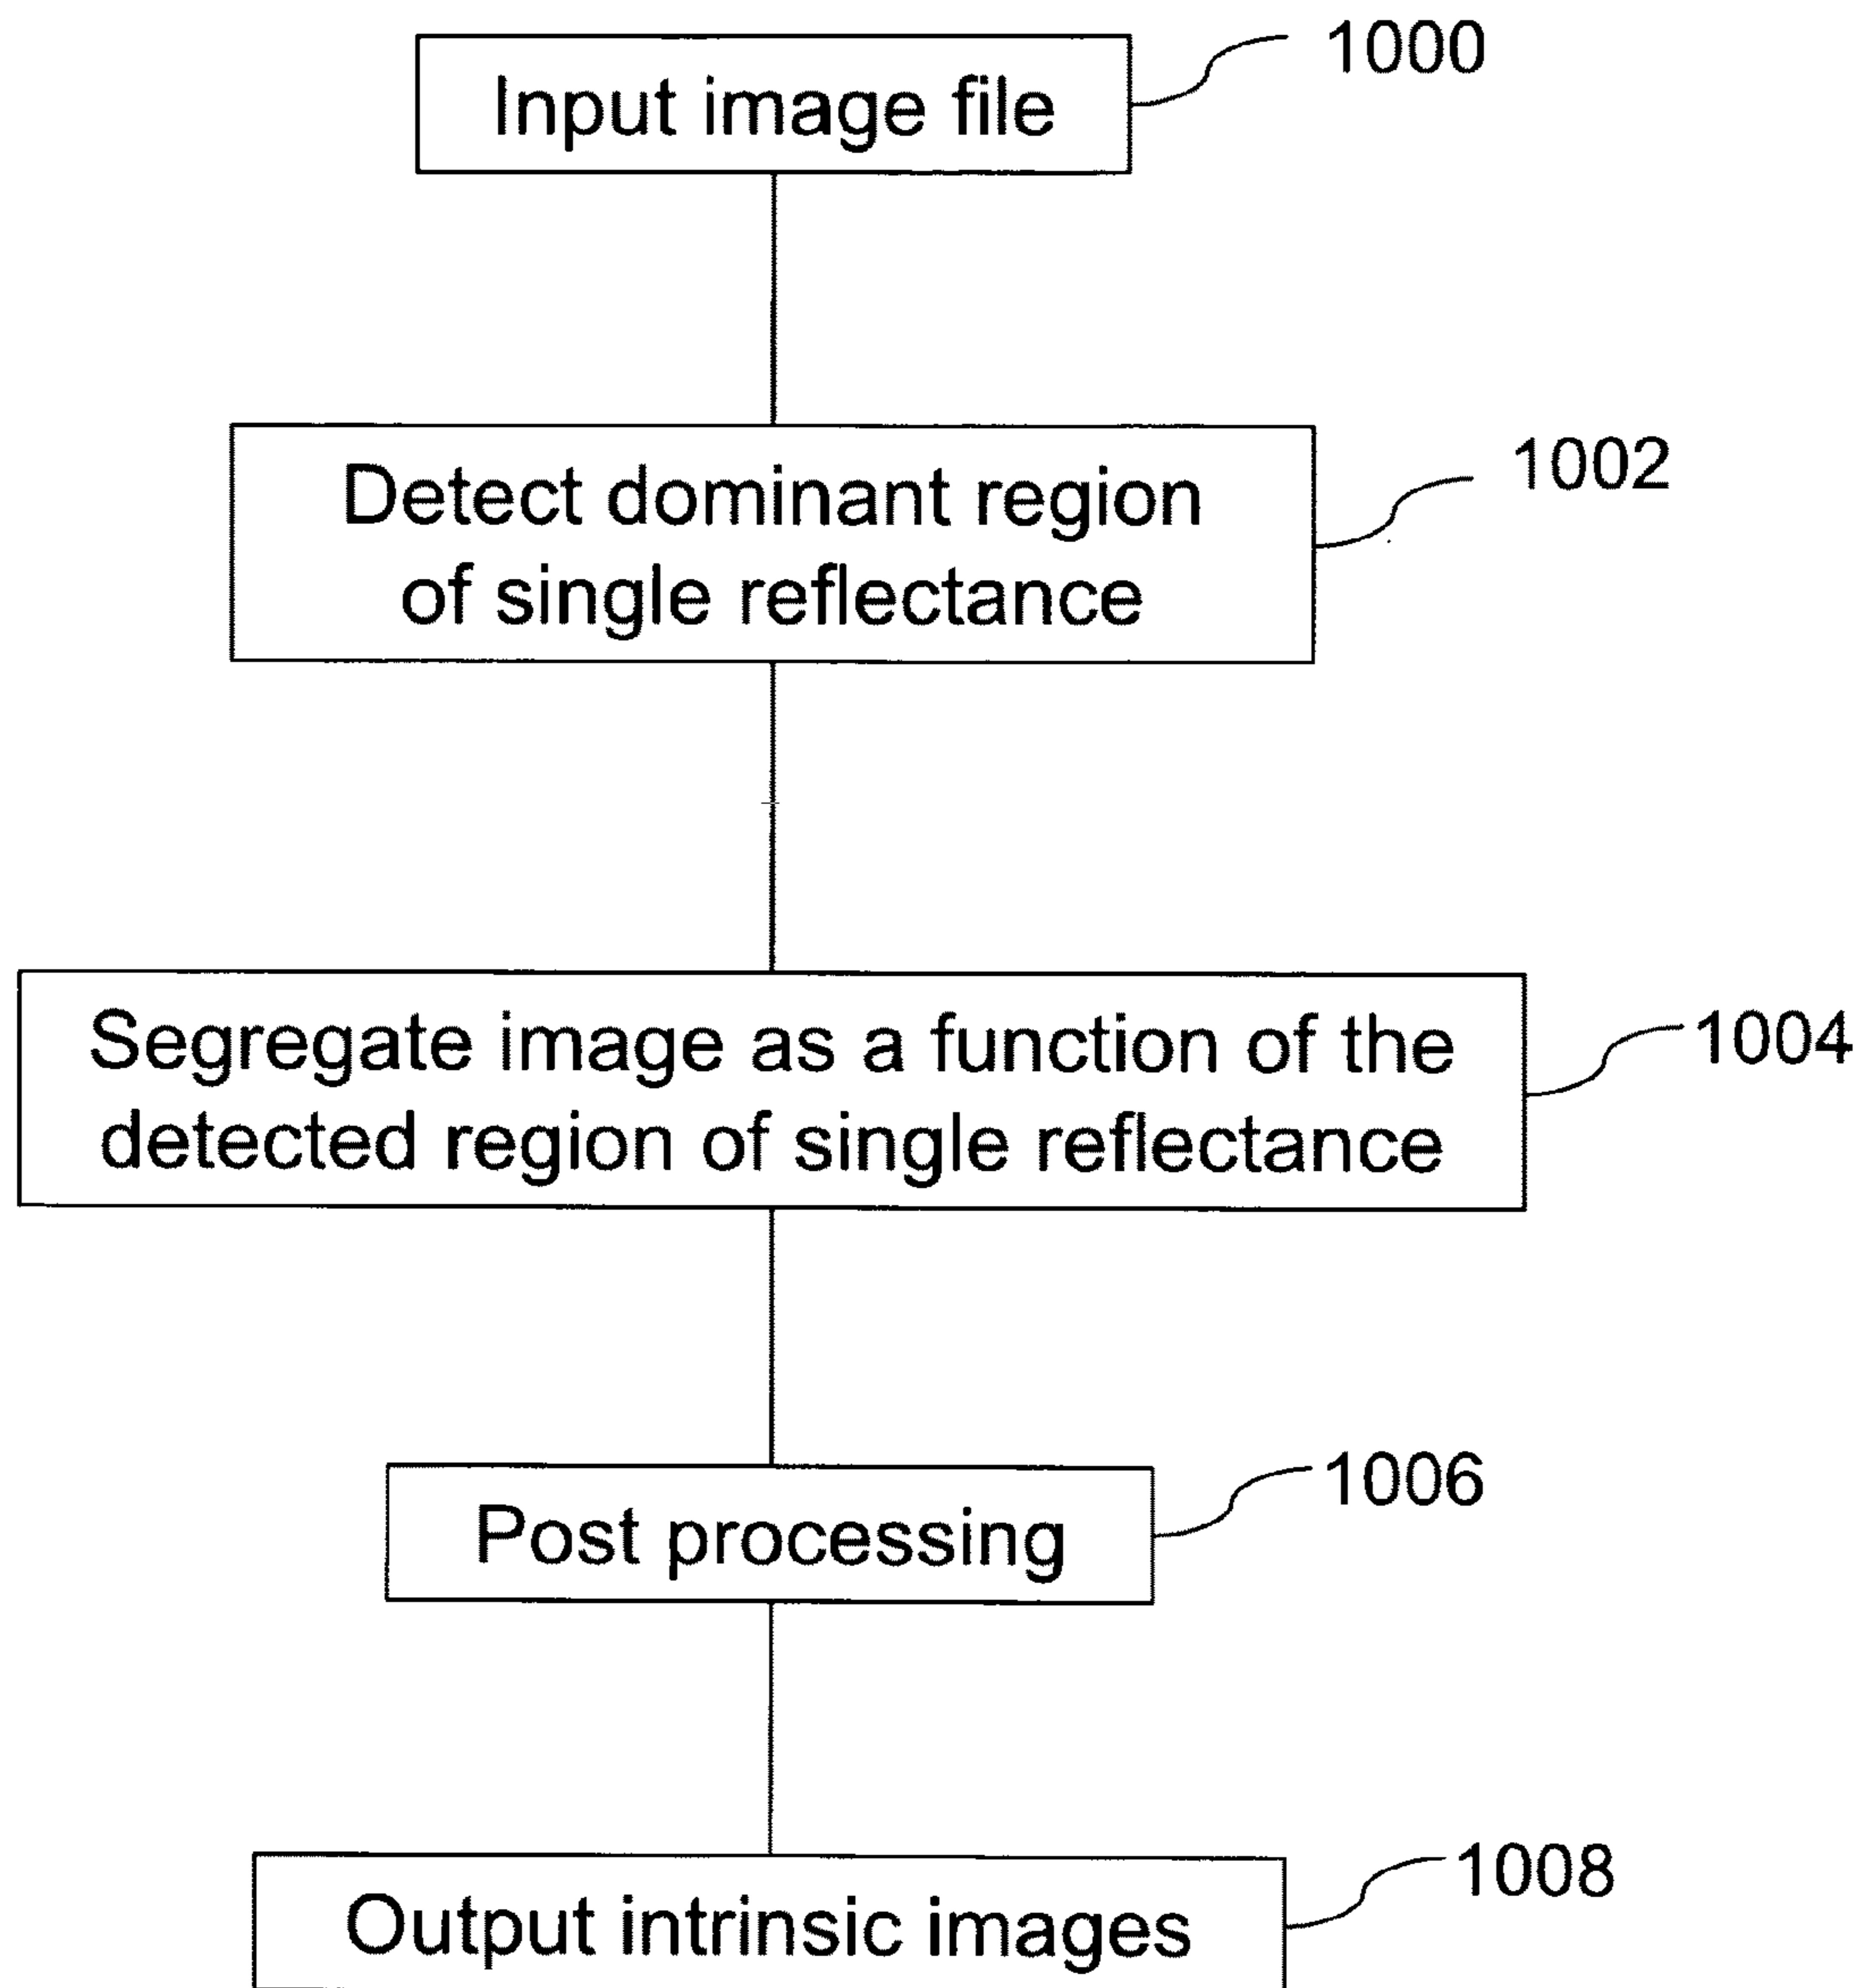 Input image file
1000
Detect dominant region
of single reflectance
1002
Segregate image as a function of the
detected region of single reflectance
1004
Post processing
1006
Output intrinsic images
1008